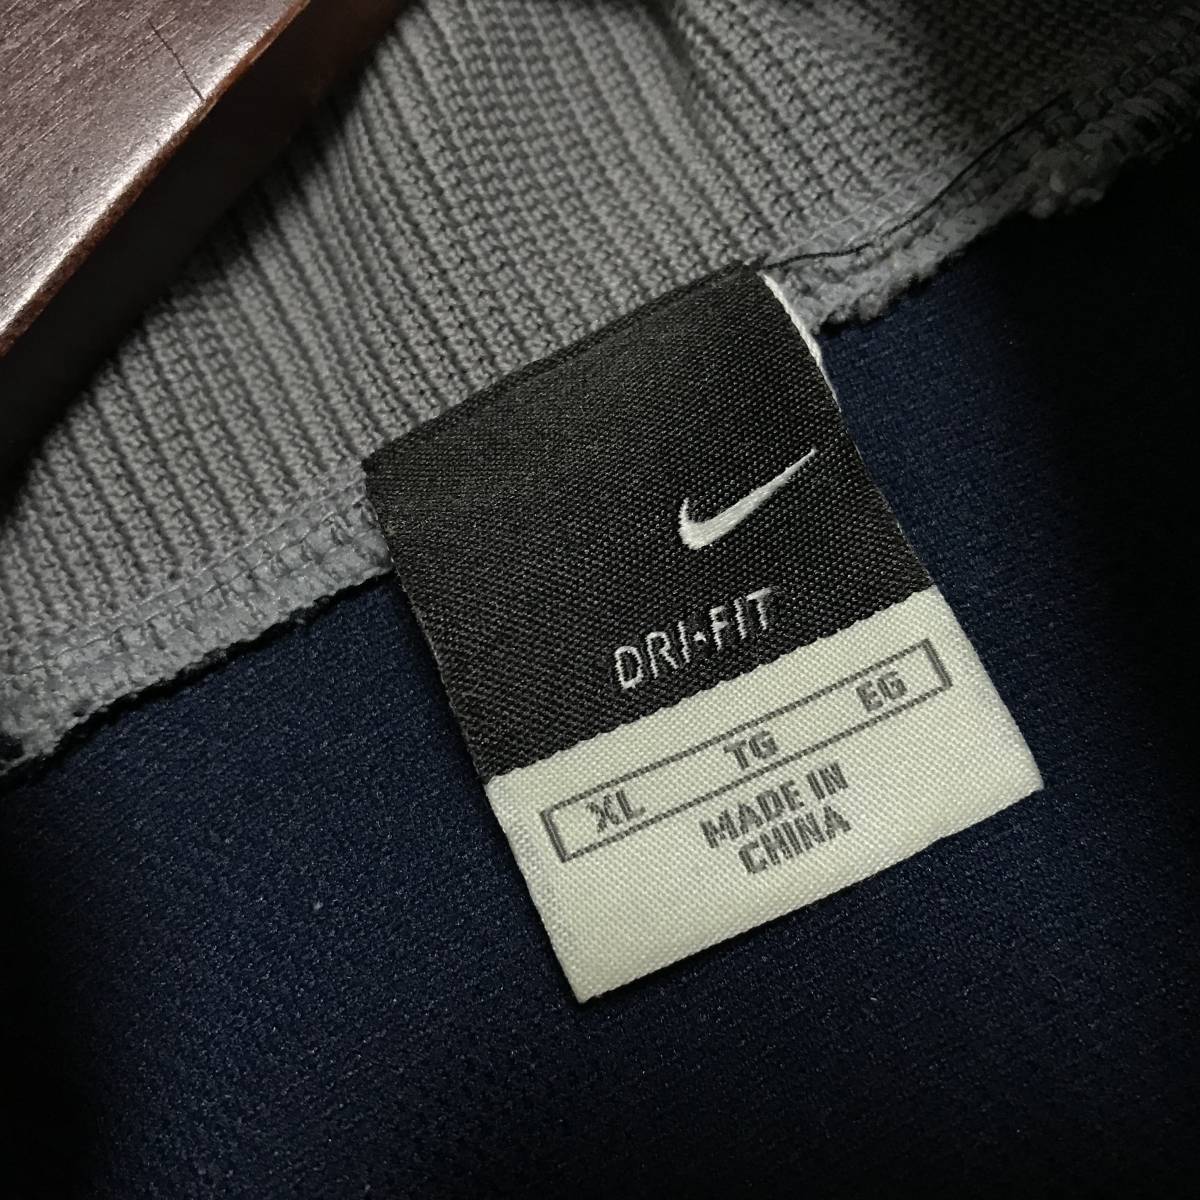 DRI-FIT
XL TG EG
MADE IN
CHINA